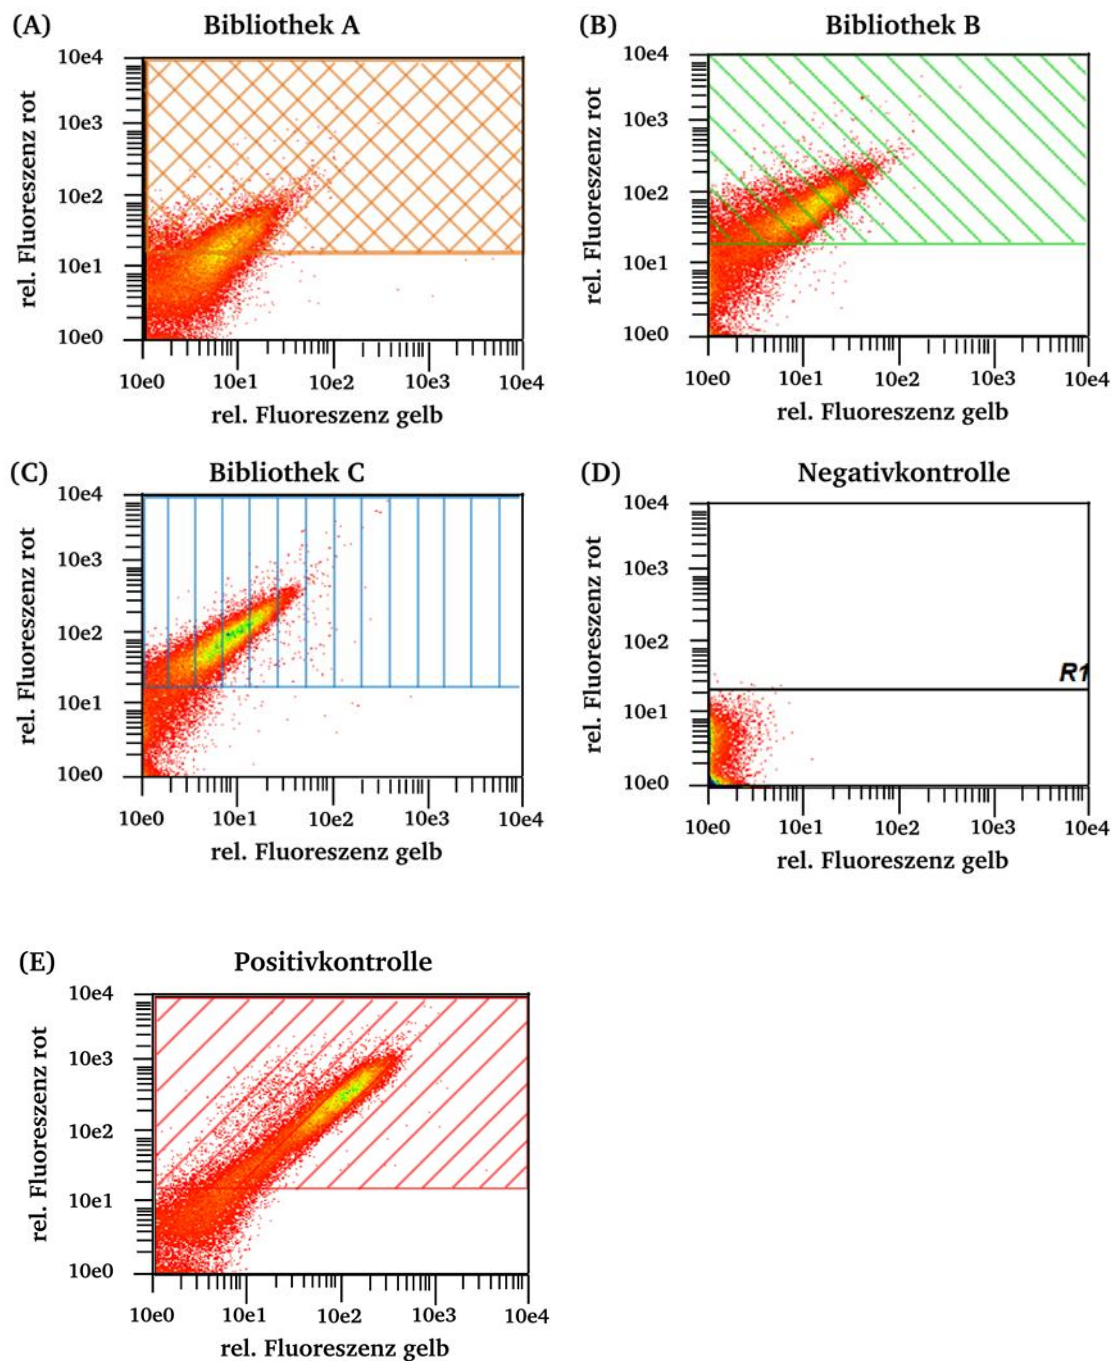 (A) Bibliothek A
rel. Fluoreszenz rot
10e4
10e3
10e2
10e1
10e0
10e0 10e1 10e2 10e3 10e4
rel. Fluoreszenz gelb
(B) Bibliothek B
rel. Fluoreszenz rot
10e4
10e3
10e2
10e1
10e0
10e0 10e1 10e2 10e3 10e4
rel. Fluoreszenz gelb
(C) Bibliothek C
rel. Fluoreszenz rot
10e4
10e3
10e2
10e1
10e0
10e0 10e1 10e2 10e3 10e4
rel. Fluoreszenz gelb
(D) Negativkontrolle
rel. Fluoreszenz rot
10e4
10e3
10e2
R1
10e1
10e0
10e0 10e1 10e2 10e3 10e4
rel. Fluoreszenz gelb
(E) Positivkontrolle
rel. Fluoreszenz rot
10e4
10e3
10e2
10e1
10e0
10e0 10e1 10e2 10e3 10e4
rel. Fluoreszenz gelb